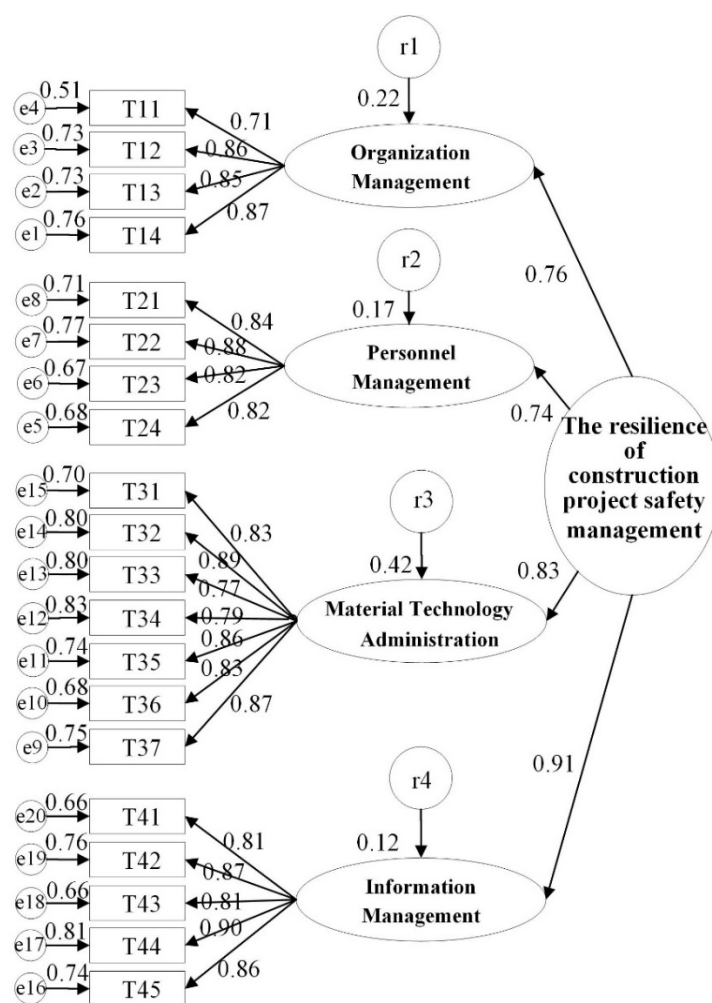 r1
0.22
e4 0.51 T11
0.71
e3 0.73 T12
0.86
e2 0.73 T13
0.85
e1 0.76 T14
0.87
Organization
Management
0.76
r2
0.17
e8 0.71 T21
0.84
e7 0.77 T22
0.88
e6 0.67 T23
0.82
e5 0.68 T24
0.82
Personnel
Management
0.74
The resilience
of
construction
project safety
management
r3
0.42
e15 0.70 T31
0.83
e14 0.80 T32
0.89
e13 0.80 T33
0.77
e12 0.83 T34
0.79
e11 0.74 T35
0.86
e10 0.68 T36
0.83
e9 0.75 T37
0.87
Material Technology
Administration
0.83
r4
0.12
e20 0.66 T41
0.81
e19 0.76 T42
0.87
e18 0.66 T43
0.81
e17 0.81 T44
0.90
e16 0.74 T45
0.86
Information
Management
0.91